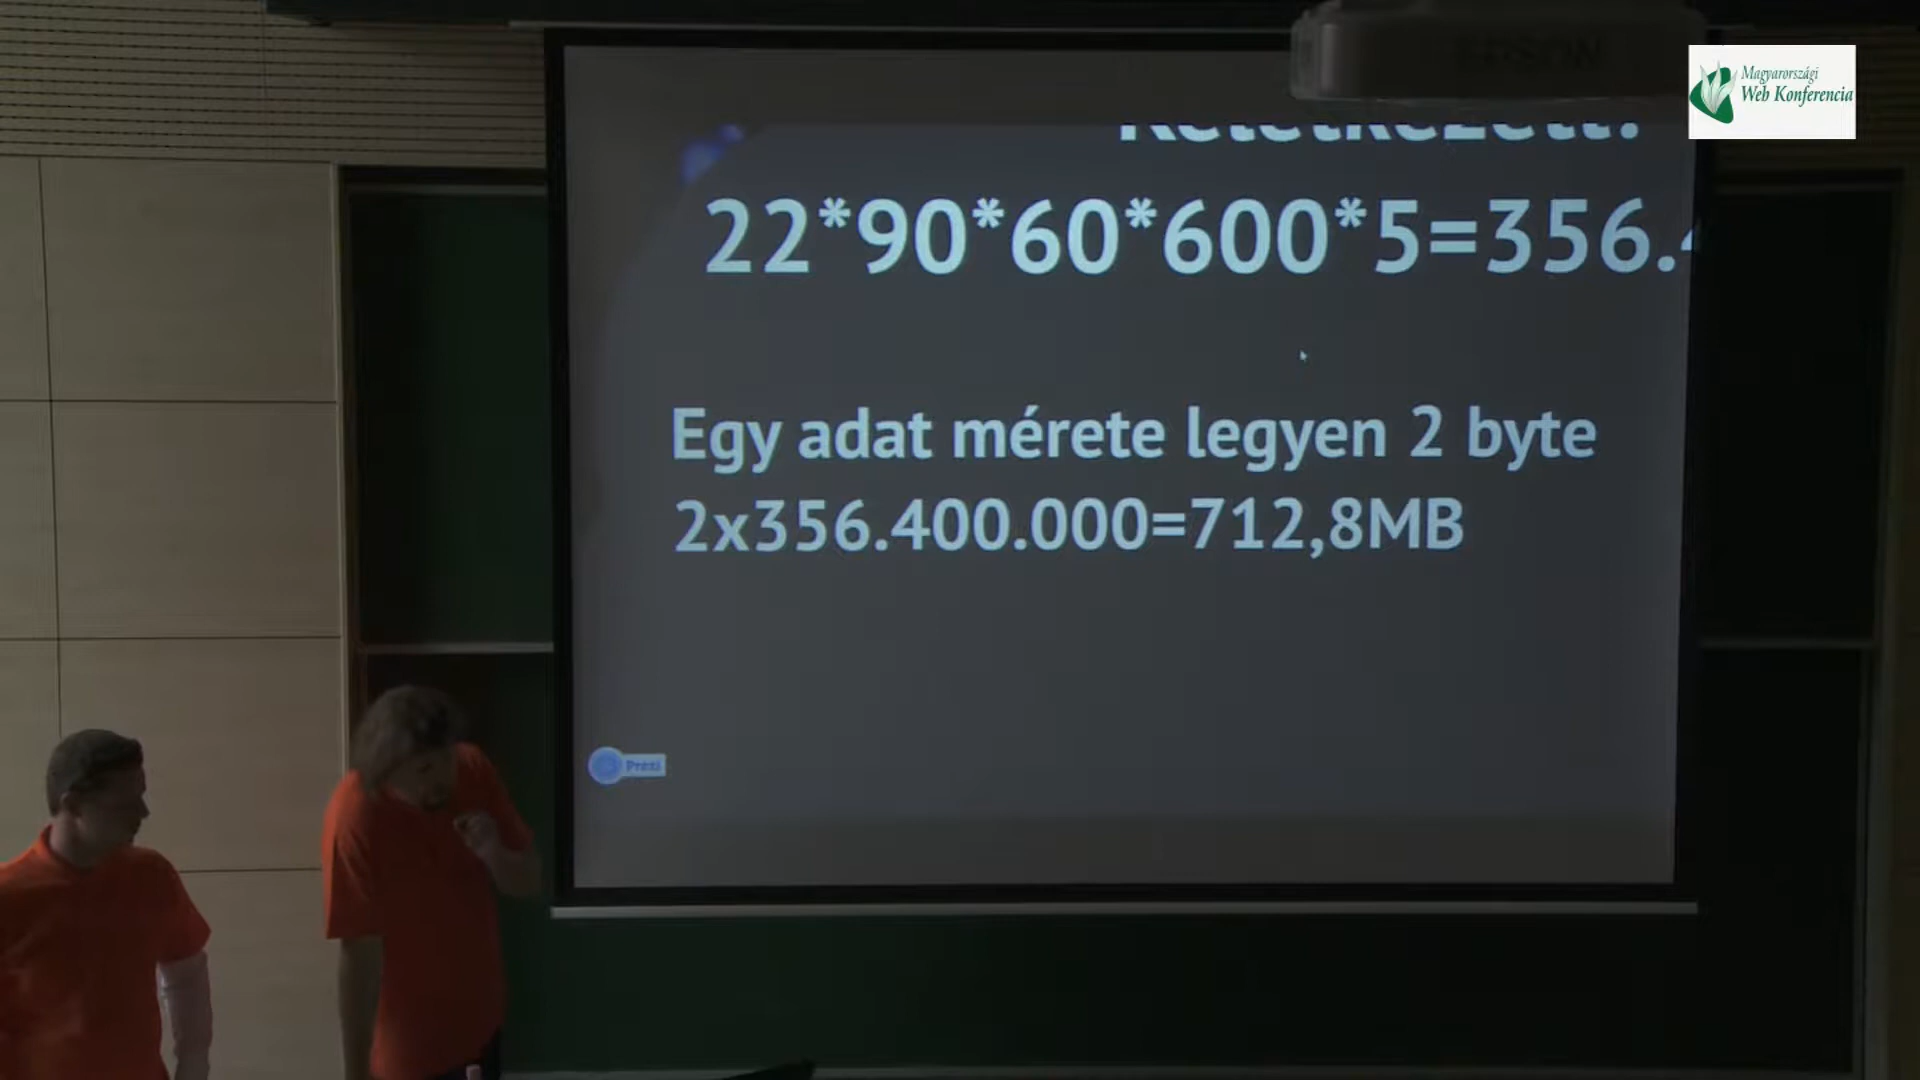 EPSON
Magyarországi
Web Konferencia
22*90*60*600*5=356.4
Egy adat mérete legyen 2 byte
2x356.400.000=712,8MB
Prezi